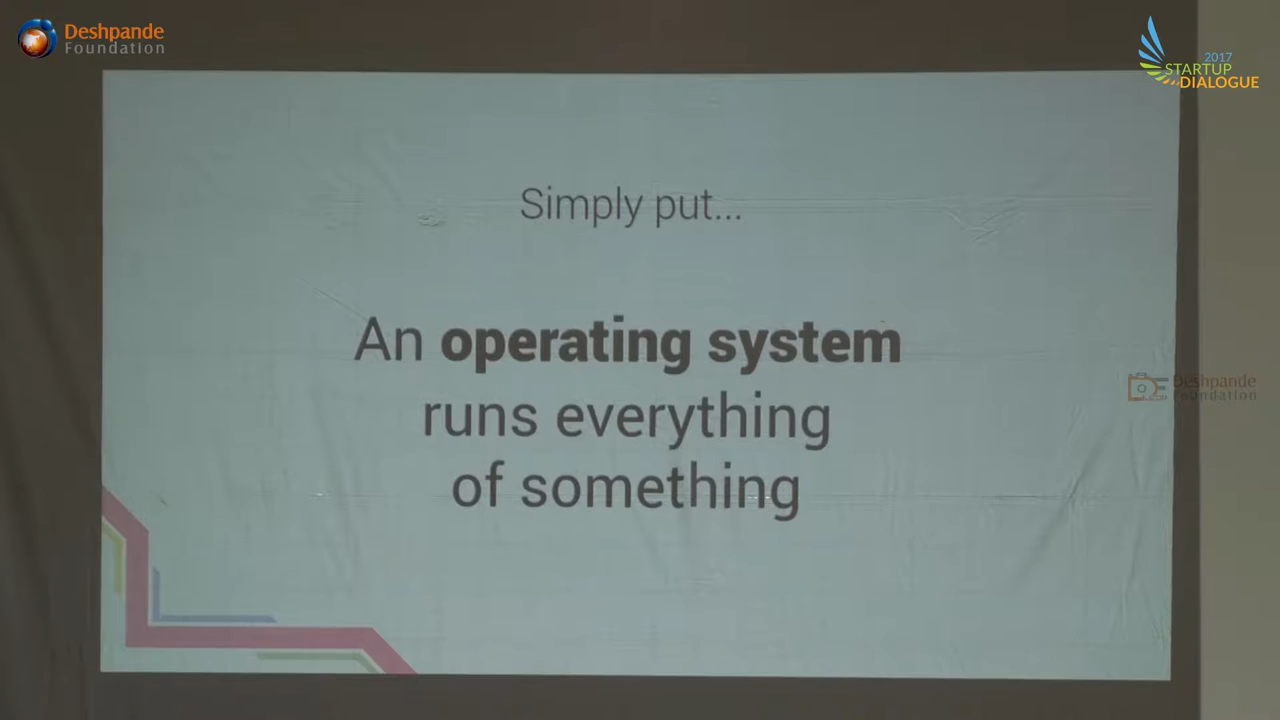 Deshpande
Foundation
2017
STARTUP
DIALOGUE
Simply put...
An operating system
runs everything
of something
Deshpande
Foundation